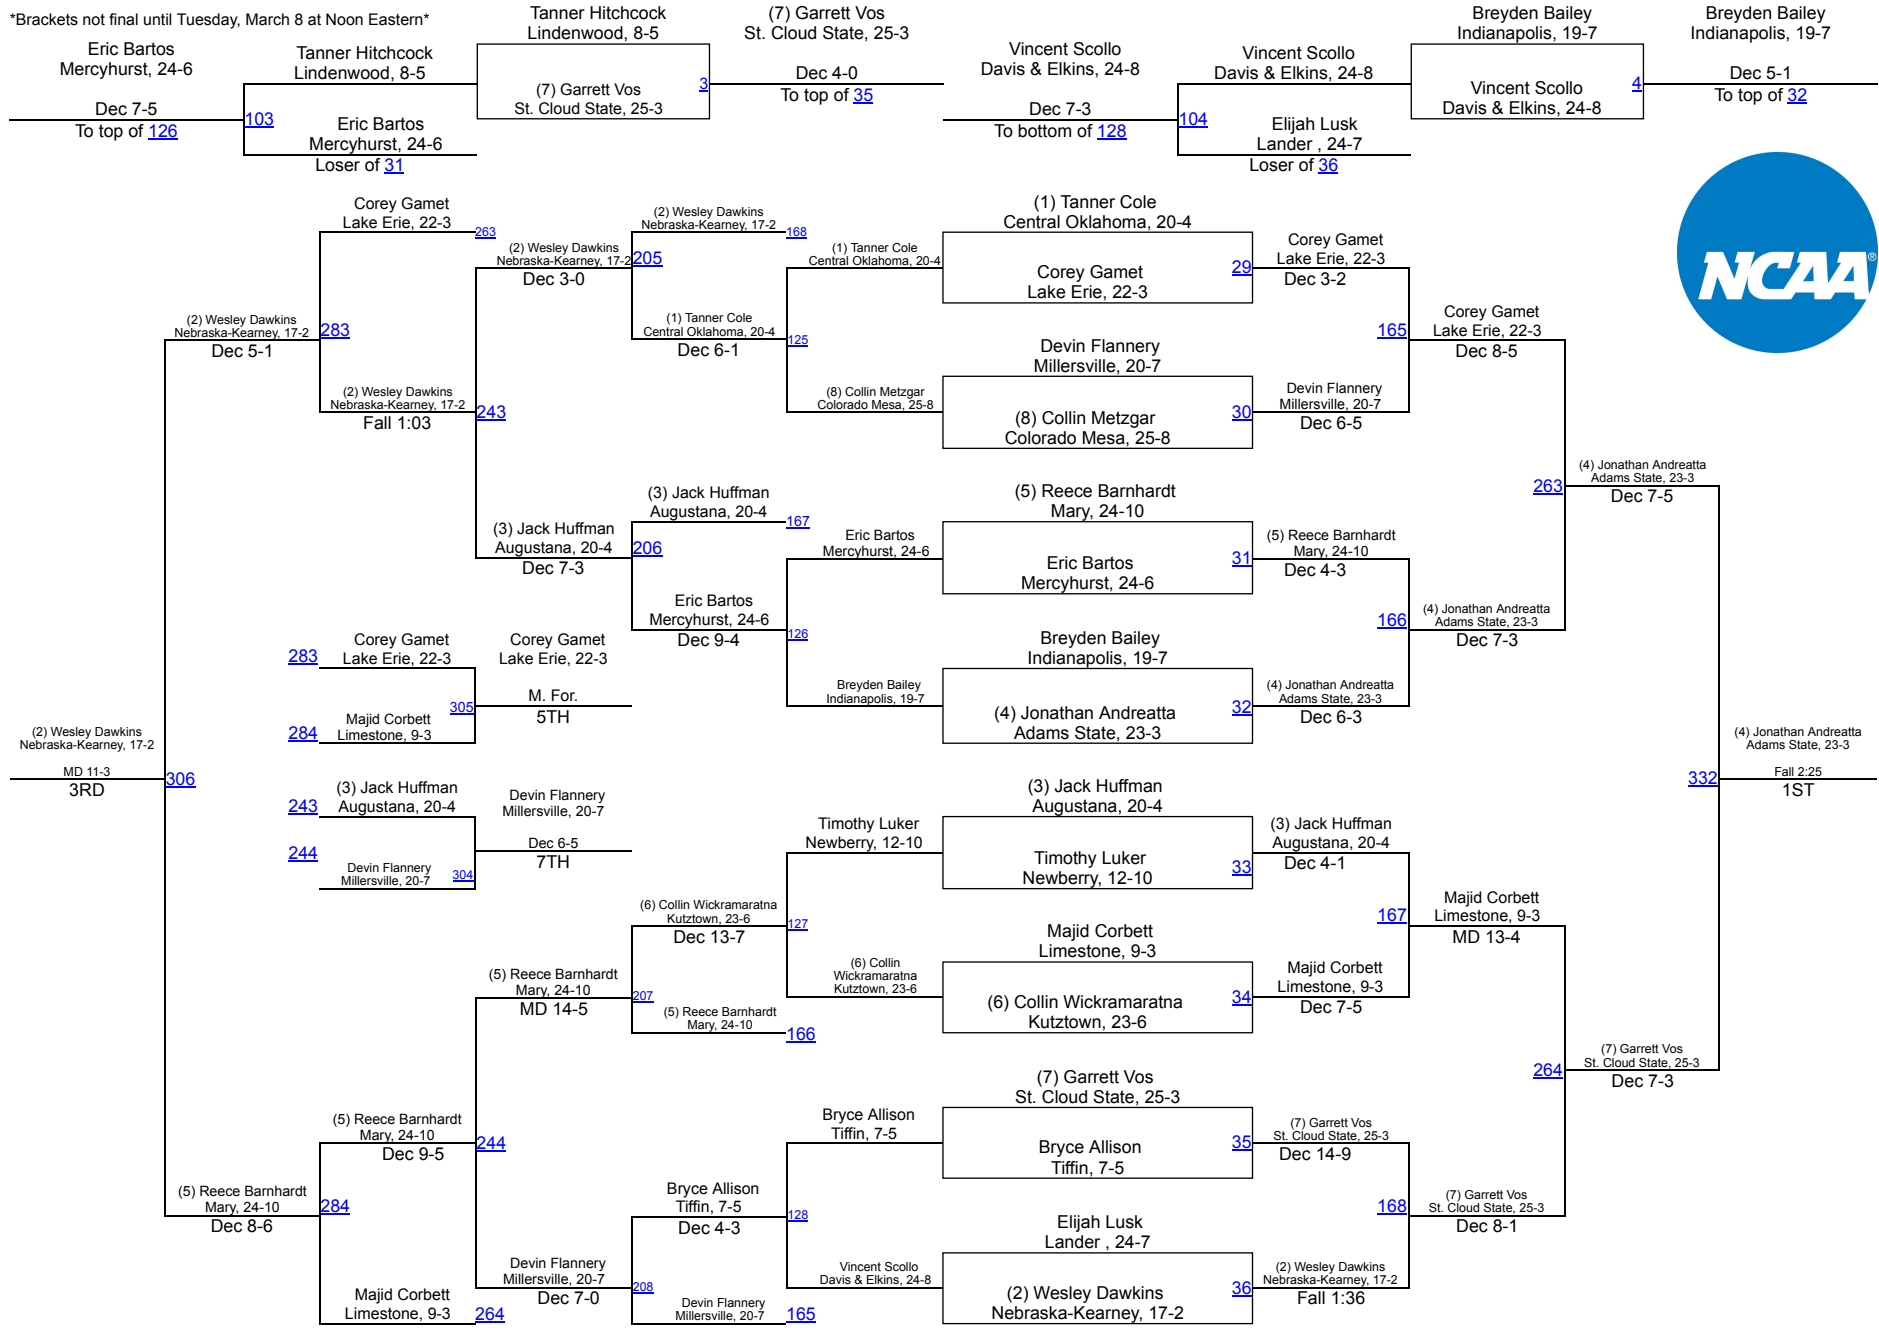 *Brackets not final until Tuesday, March 8 at Noon Eastern*
Eric Bartos
Mercyhurst, 24-6
Dec 7-5
To top of 126
Tanner Hitchcock
Lindenwood, 8-5
103
Eric Bartos
Mercyhurst, 24-6
Loser of 31
Tanner Hitchcock
Lindenwood, 8-5
(7) Garrett Vos
St. Cloud State, 25-3
3
(7) Garrett Vos
St. Cloud State, 25-3
Dec 4-0
To top of 35
Vincent Scollo
Davis & Elkins, 24-8
Dec 7-3
To bottom of 128
Vincent Scollo
Davis & Elkins, 24-8
104
Elijah Lusk
Lander , 24-7
Loser of 36
Breyden Bailey
Indianapolis, 19-7
Vincent Scollo
Davis & Elkins, 24-8
4
Breyden Bailey
Indianapolis, 19-7
Dec 5-1
To top of 32
NCAA®
(2) Wesley Dawkins
Nebraska-Kearney, 17-2
MD 11-3
3RD
306
(2) Wesley Dawkins
Nebraska-Kearney, 17-2
Dec 5-1
(5) Reece Barnhardt
Mary, 24-10
Dec 8-6
Corey Gamet
Lake Erie, 22-3
263
283
(2) Wesley Dawkins
Nebraska-Kearney, 17-2
Fall 1:03
283
Corey Gamet
Lake Erie, 22-3
284
Majid Corbett
Limestone, 9-3
305
Corey Gamet
Lake Erie, 22-3
M. For.
5TH
243
(3) Jack Huffman
Augustana, 20-4
244
Devin Flannery
Millersville, 20-7
304
Devin Flannery
Millersville, 20-7
Dec 6-5
7TH
(5) Reece Barnhardt
Mary, 24-10
Dec 9-5
284
Majid Corbett
Limestone, 9-3
264
(2) Wesley Dawkins
Nebraska-Kearney, 17-2
Dec 3-0
243
(3) Jack Huffman
Augustana, 20-4
Dec 7-3
(5) Reece Barnhardt
Mary, 24-10
MD 14-5
244
Devin Flannery
Millersville, 20-7
Dec 7-0
(2) Wesley Dawkins
Nebraska-Kearney, 17-2
168
205
(1) Tanner Cole
Central Oklahoma, 20-4
Dec 6-1
(3) Jack Huffman
Augustana, 20-4
167
206
Eric Bartos
Mercyhurst, 24-6
Dec 9-4
(6) Collin Wickramaratna
Kutztown, 23-6
Dec 13-7
207
(5) Reece Barnhardt
Mary, 24-10
166
Bryce Allison
Tiffin, 7-5
Dec 4-3
208
Devin Flannery
Millersville, 20-7
165
(1) Tanner Cole
Central Oklahoma, 20-4
125
(8) Collin Metzgar
Colorado Mesa, 25-8
Eric Bartos
Mercyhurst, 24-6
126
Breyden Bailey
Indianapolis, 19-7
Timothy Luker
Newberry, 12-10
127
(6) Collin
Wickramaratna
Kutztown, 23-6
Bryce Allison
Tiffin, 7-5
128
Vincent Scollo
Davis & Elkins, 24-8
(1) Tanner Cole
Central Oklahoma, 20-4
Corey Gamet
Lake Erie, 22-3
29
Devin Flannery
Millersville, 20-7
(8) Collin Metzgar
Colorado Mesa, 25-8
30
(5) Reece Barnhardt
Mary, 24-10
Eric Bartos
Mercyhurst, 24-6
31
Breyden Bailey
Indianapolis, 19-7
(4) Jonathan Andreatta
Adams State, 23-3
32
(3) Jack Huffman
Augustana, 20-4
Timothy Luker
Newberry, 12-10
33
Majid Corbett
Limestone, 9-3
(6) Collin Wickramaratna
Kutztown, 23-6
34
(7) Garrett Vos
St. Cloud State, 25-3
Bryce Allison
Tiffin, 7-5
35
Elijah Lusk
Lander , 24-7
(2) Wesley Dawkins
Nebraska-Kearney, 17-2
36
Corey Gamet
Lake Erie, 22-3
Dec 3-2
165
Devin Flannery
Millersville, 20-7
Dec 6-5
(5) Reece Barnhardt
Mary, 24-10
Dec 4-3
166
(4) Jonathan Andreatta
Adams State, 23-3
Dec 6-3
(3) Jack Huffman
Augustana, 20-4
Dec 4-1
167
Majid Corbett
Limestone, 9-3
Dec 7-5
(7) Garrett Vos
St. Cloud State, 25-3
Dec 14-9
168
(2) Wesley Dawkins
Nebraska-Kearney, 17-2
Fall 1:36
Corey Gamet
Lake Erie, 22-3
Dec 8-5
263
(4) Jonathan Andreatta
Adams State, 23-3
Dec 7-3
Majid Corbett
Limestone, 9-3
MD 13-4
264
(7) Garrett Vos
St. Cloud State, 25-3
Dec 8-1
(4) Jonathan Andreatta
Adams State, 23-3
Dec 7-5
332
(7) Garrett Vos
St. Cloud State, 25-3
Dec 7-3
(4) Jonathan Andreatta
Adams State, 23-3
Fall 2:25
1ST